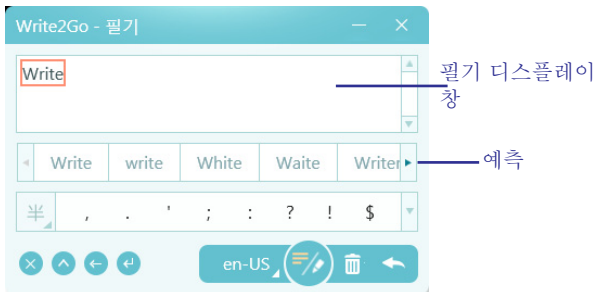 Write2Go - 필기
Write
필기 디스플레이
창
Write write White Waite Writer
예측
半 , . ' ; : ? ! $
en-US